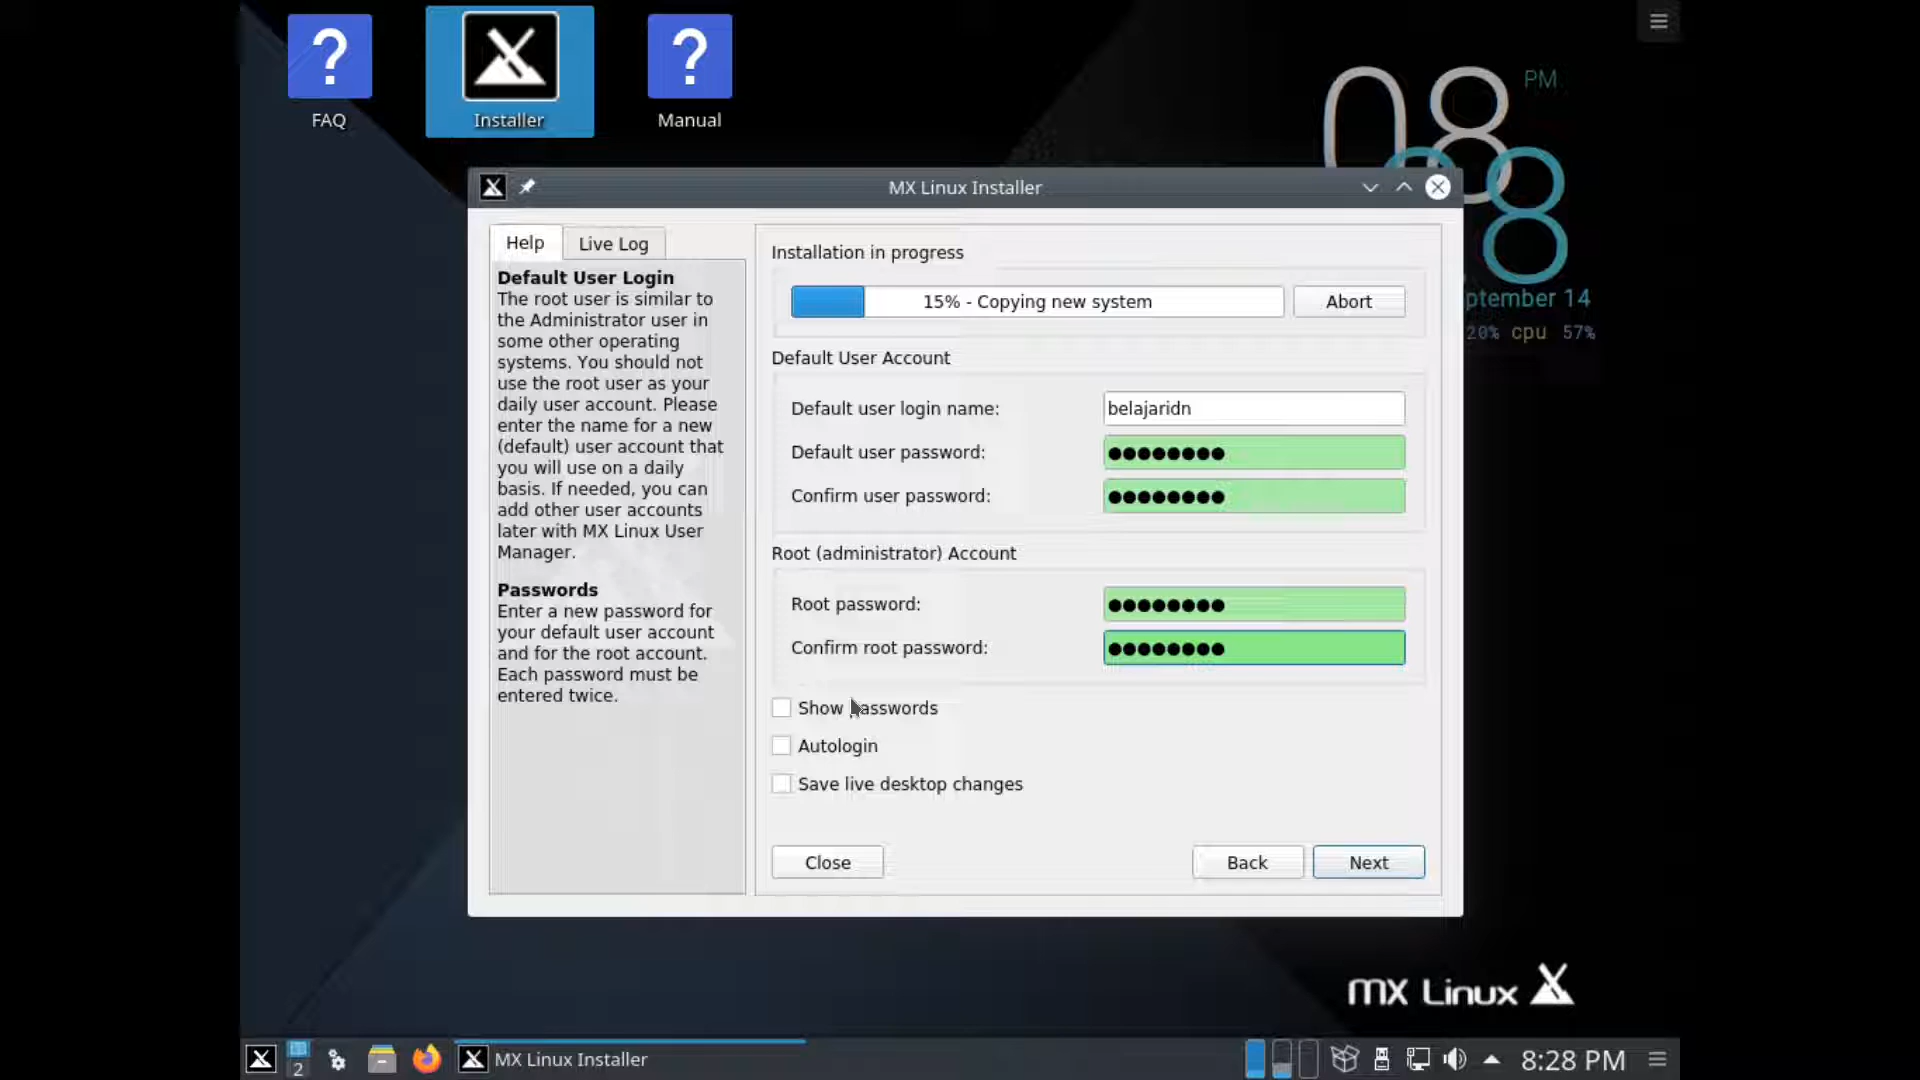 FAQ
Installer
Manual
08
PM
28
ptember 14
20% cpu 57%
MX Linux Installer
Help
Live Log
Default User Login
The root user is similar to
the Administrator user in
some other operating
systems. You should not
use the root user as your
daily user account. Please
enter the name for a new
(default) user account that
you will use on a daily
basis. If needed, you can
add other user accounts
later with MX Linux User
Manager.
Passwords
Enter a new password for
your default user account
and for the root account.
Each password must be
entered twice.
Installation in progress
15% - Copying new system
Abort
Default User Account
Default user login name:
belajaridn
Default user password:
●●●●●●●●
Confirm user password:
●●●●●●●●
Root (administrator) Account
Root password:
●●●●●●●●
Confirm root password:
●●●●●●●●
Show passwords
Autologin
Save live desktop changes
Close
Back
Next
MX Linux
2
MX Linux Installer
8:28 PM